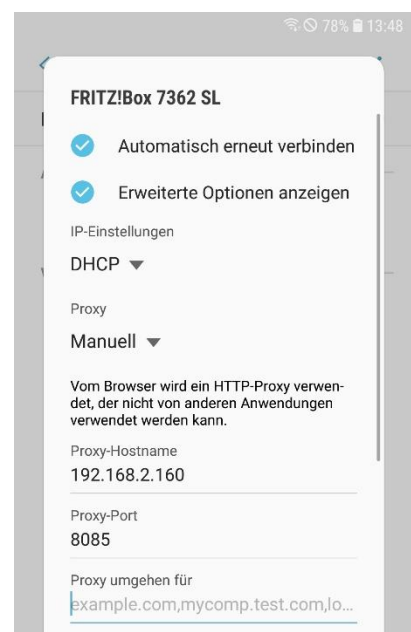 78% 13:48
FRITZ!Box 7362 SL
Automatisch erneut verbinden
Erweiterte Optionen anzeigen
IP-Einstellungen
DHCP
Proxy
Manuell
Vom Browser wird ein HTTP-Proxy verwen-
det, der nicht von anderen Anwendungen
verwendet werden kann.
Proxy-Hostname
192.168.2.160
Proxy-Port
8085
Proxy umgehen für
example.com,mycomp.test.com,lo...